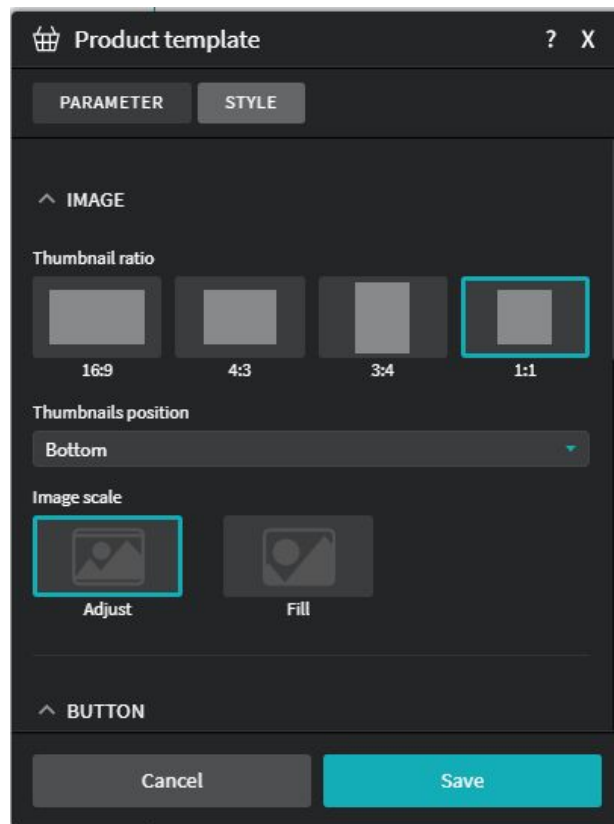 Product template ? X
PARAMETER STYLE
IMAGE
Thumbnail ratio
16:9 4:3 3:4 1:1
Thumbnails position
Bottom
Image scale
Adjust Fill
BUTTON
Cancel Save